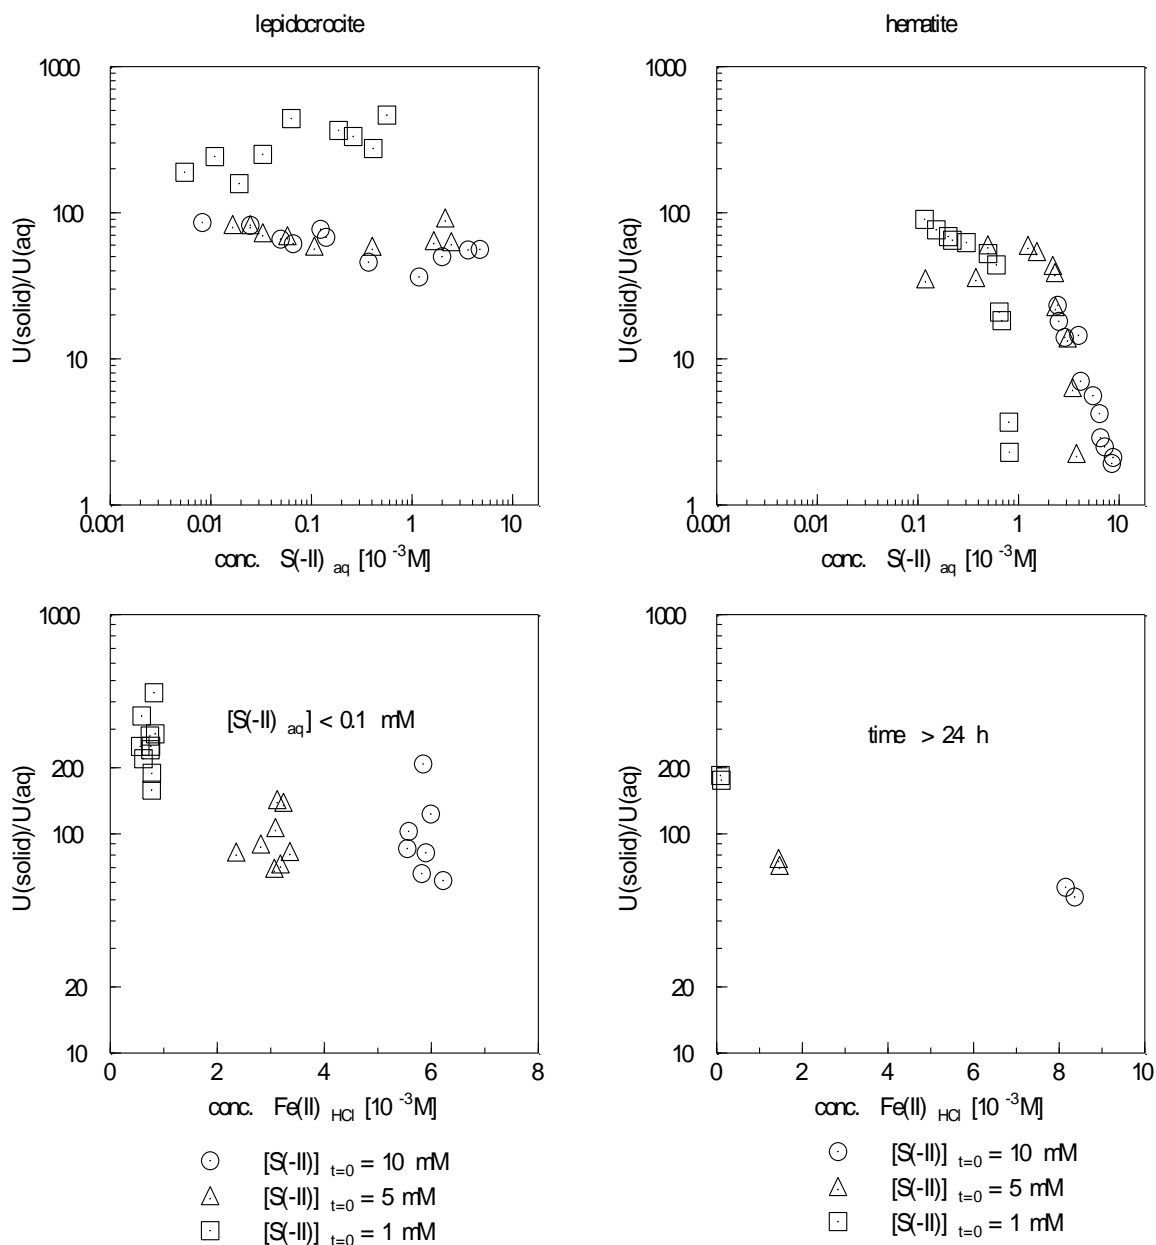 lepidocrocite
hematite
1000
100
10
1
U(solid)/U(aq)
0.001 0.01 0.1 1 10
conc. S(-II) aq [10 -3M]
1000
100
10
1
U(solid)/U(aq)
0.001 0.01 0.1 1 10
conc. S(-II) aq [10 -3M]
1000
200
100
20
10
U(solid)/U(aq)
[S(-II) aq] < 0.1 mM
0 2 4 6 8
conc. Fe(II) HCl [10 -3M]
1000
200
100
20
10
U(solid)/U(aq)
time > 24 h
0 2 4 6 8 10
conc. Fe(II) HCl [10 -3M]
[S(-II)] t=0 = 10 mM
[S(-II)] t=0 = 5 mM
[S(-II)] t=0 = 1 mM
[S(-II)] t=0 = 10 mM
[S(-II)] t=0 = 5 mM
[S(-II)] t=0 = 1 mM